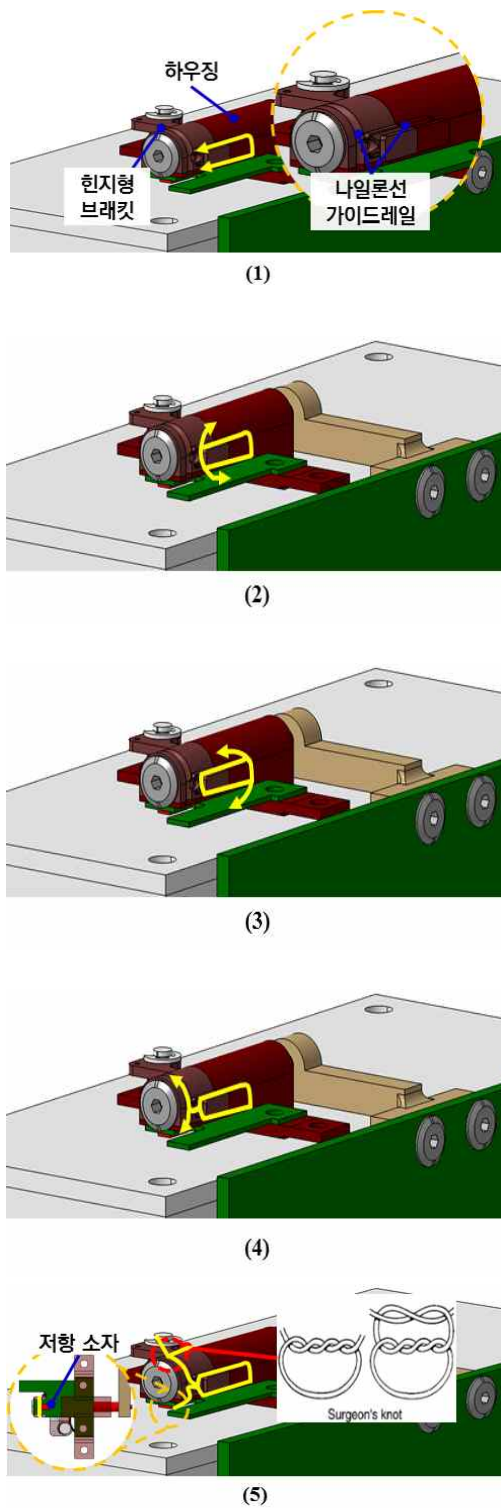 하우징
힌지형
브래킷
나일론선
가이드레일
(1)
(2)
(3)
(4)
저항 소자
Surgeon's knot
(5)